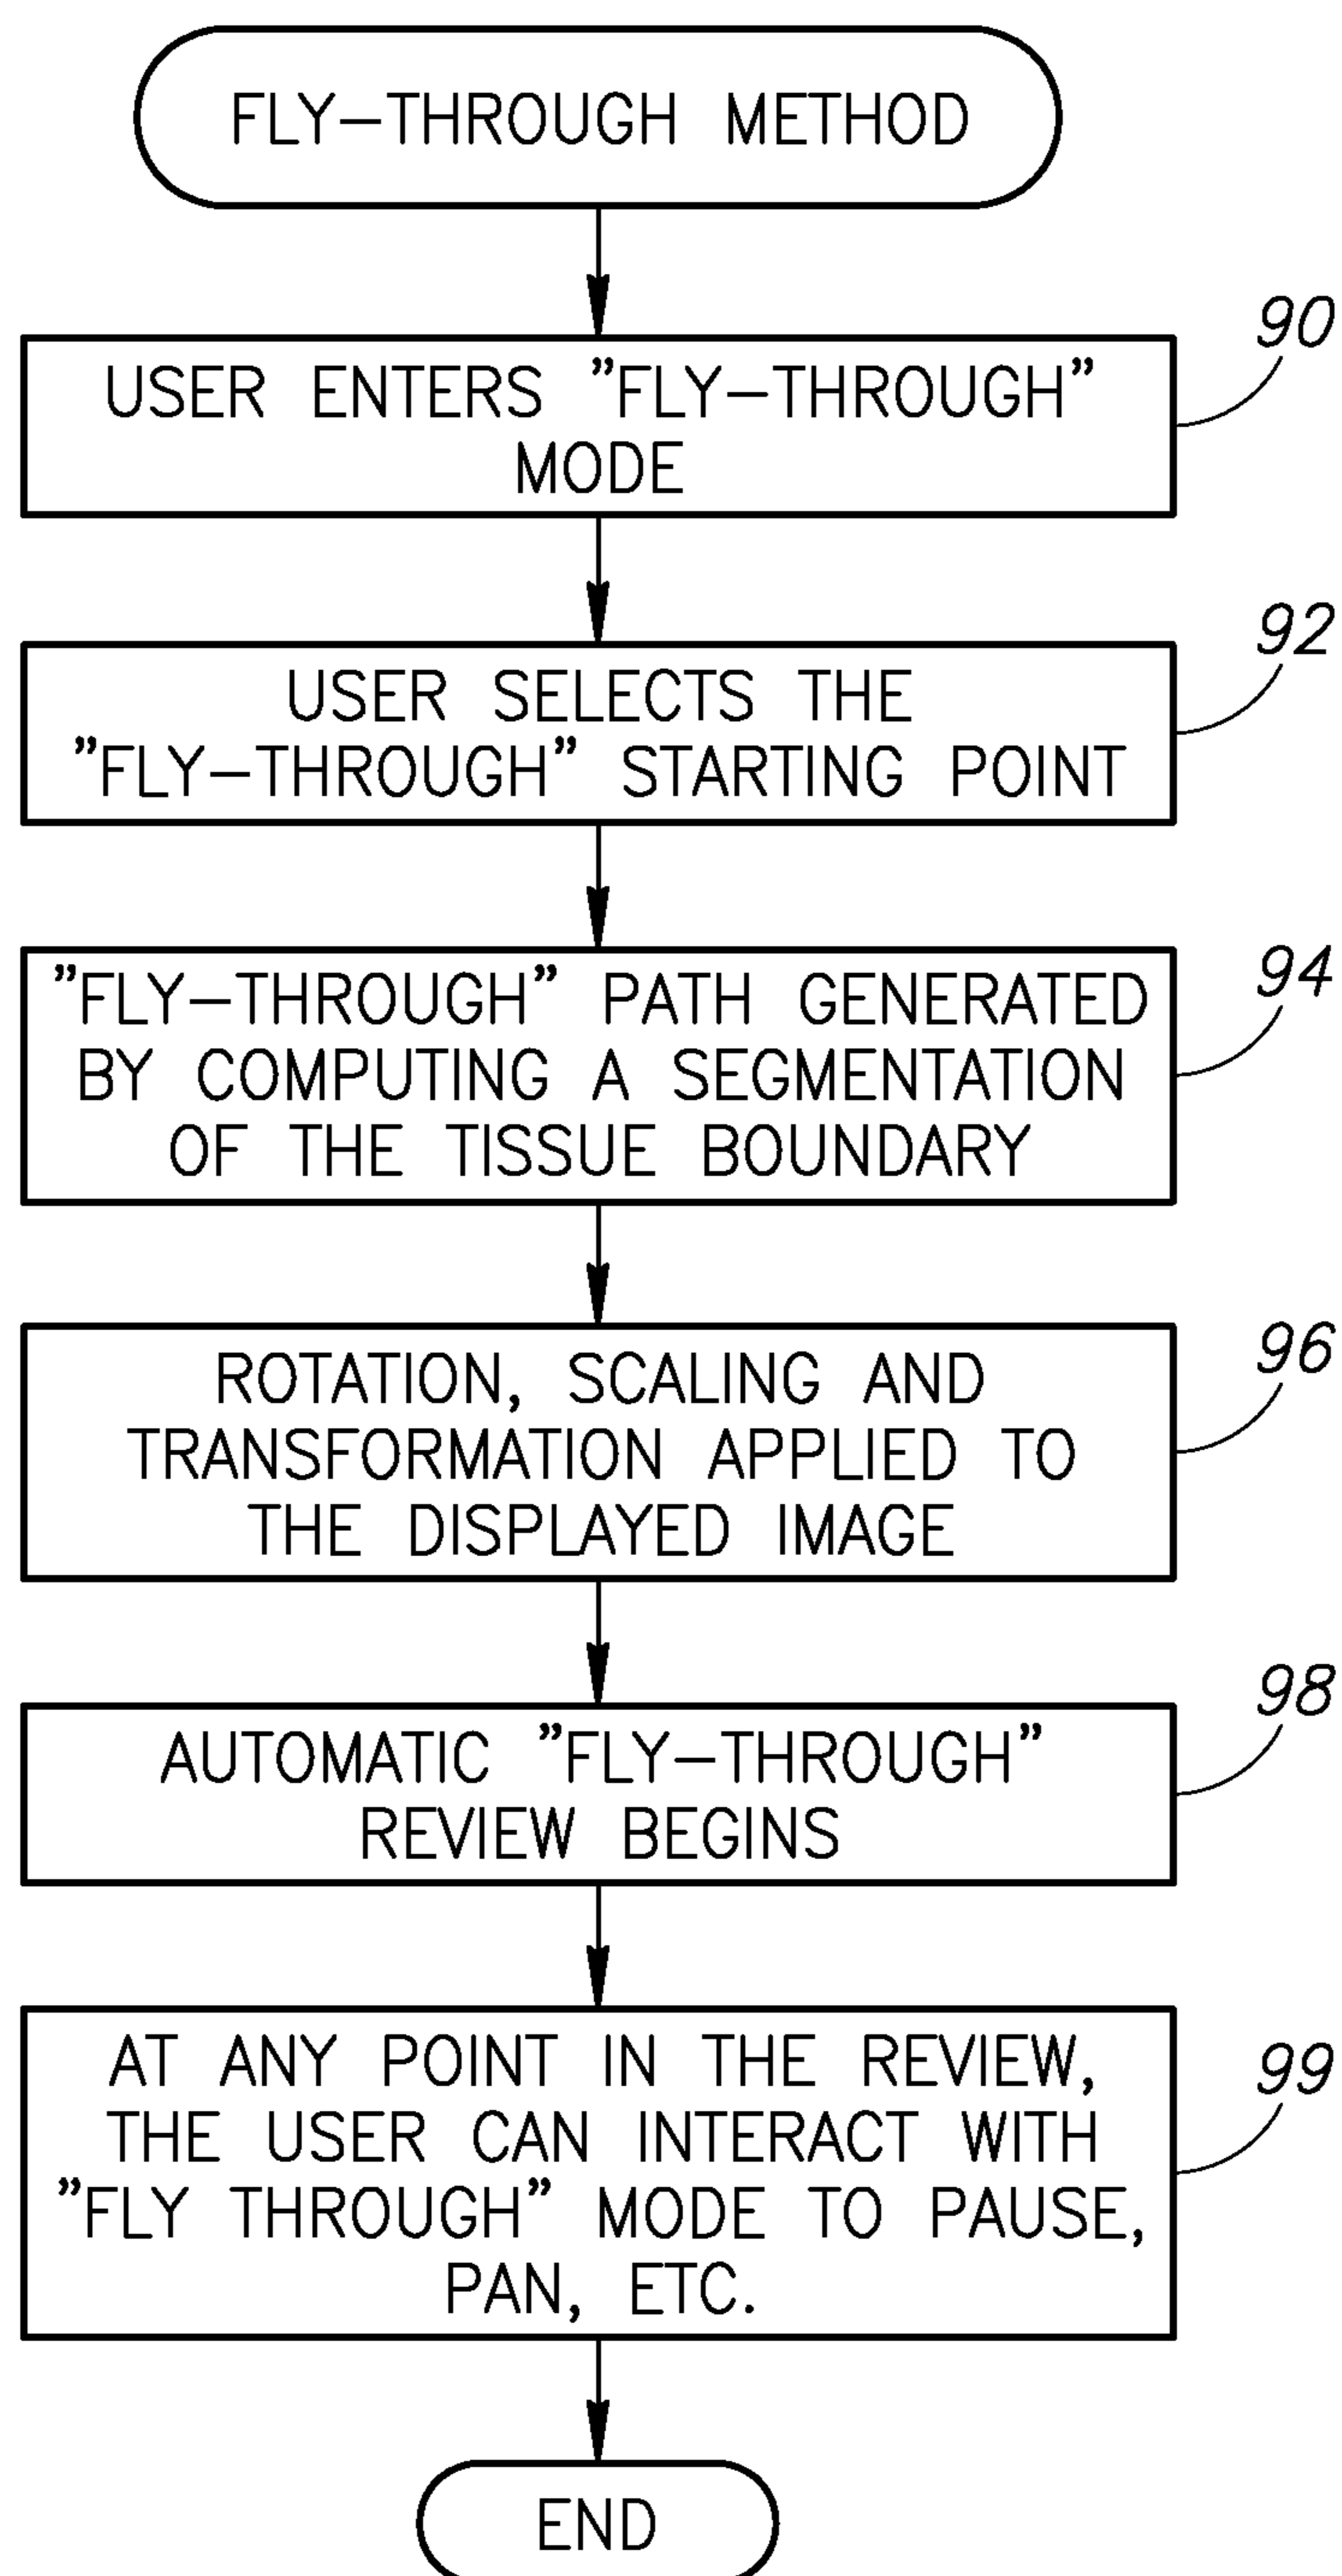 FLY-THROUGH METHOD
90
USER ENTERS "FLY-THROUGH"
MODE
92
USER SELECTS THE
"FLY-THROUGH" STARTING POINT
94
"FLY-THROUGH" PATH GENERATED
BY COMPUTING A SEGMENTATION
OF THE TISSUE BOUNDARY
96
ROTATION, SCALING AND
TRANSFORMATION APPLIED TO
THE DISPLAYED IMAGE
98
AUTOMATIC "FLY-THROUGH"
REVIEW BEGINS
99
AT ANY POINT IN THE REVIEW,
THE USER CAN INTERACT WITH
"FLY THROUGH" MODE TO PAUSE,
PAN, ETC.
END